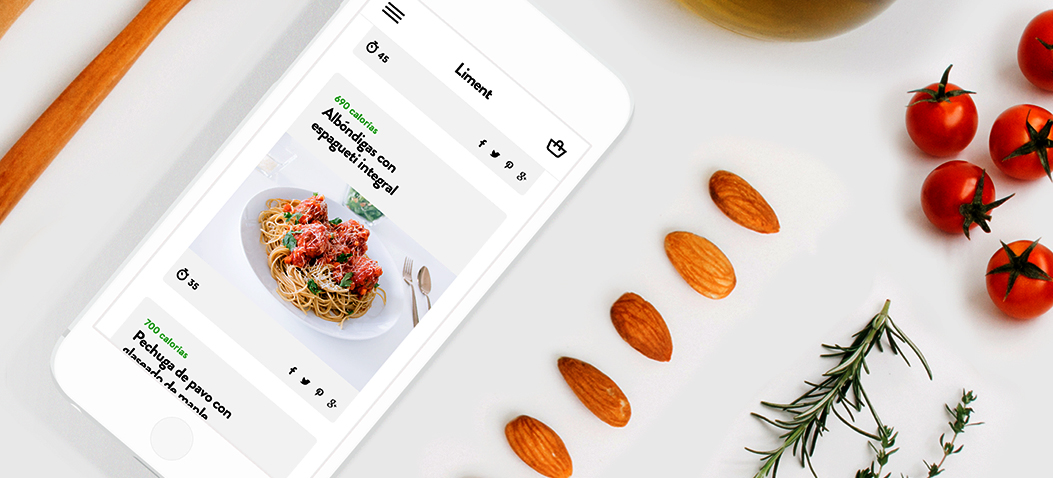 Liment
45
690 calorías
Albóndigas con
espagueti integral
35
700 calorías
Pechuga de pavo con
glaseado de maple